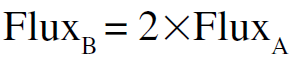 Flux_B = 2×Flux_A